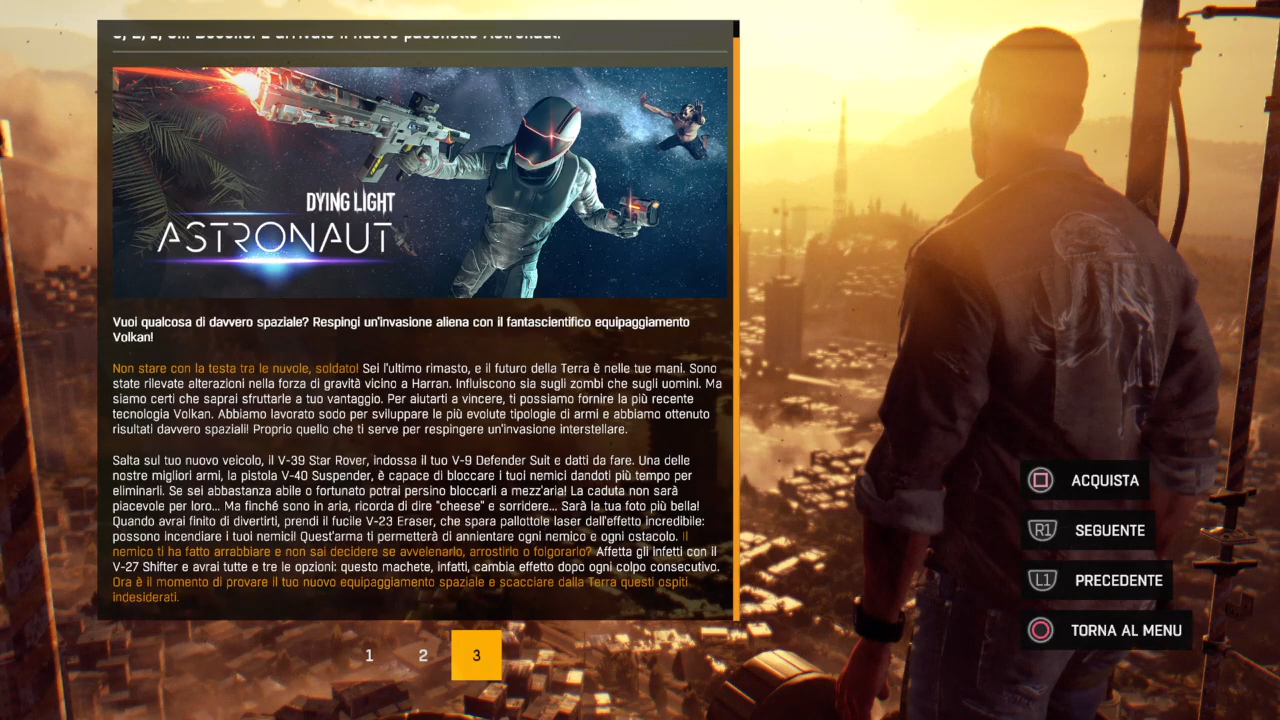 3, 2, 1, 0... Decollo! È arrivato il nuovo pacchetto Astronaut!
DYING LIGHT
ASTRONAUT
Vuoi qualcosa di davvero spaziale? Respingi un'invasione aliena con il fantascientifico equipaggiamento
Volkan!
Non stare con la testa tra le nuvole, soldato! Sei l'ultimo rimasto, e il futuro della Terra è nelle tue mani. Sono
state rilevate alterazioni nella forza di gravità vicino a Harran. Influiscono sia sugli zombi che sugli uomini. Ma
siamo certi che saprai sfruttarle a tuo vantaggio. Per aiutarti a vincere, ti possiamo fornire la più recente
tecnologia Volkan. Abbiamo lavorato sodo per sviluppare le più evolute tipologie di armi e abbiamo ottenuto
risultati davvero spaziali! Proprio quello che ti serve per respingere un'invasione interstellare.
Salta sul tuo nuovo veicolo, il V-39 Star Rover, indossa il tuo V-9 Defender Suit e datti da fare. Una delle
nostre migliori armi, la pistola V-40 Suspender, è capace di bloccare i tuoi nemici dandoti più tempo per
eliminarli. Se sei abbastanza abile o fortunato potrai persino bloccarli a mezz'aria! La caduta non sarà
piacevole per loro... Ma finché sono in aria, ricorda di dire "cheese" e sorridere... Sarà la tua foto più bella!
Quando avrai finito di divertirti, prendi il fucile V-23 Eraser, che spara pallottole laser dall'effetto incredibile:
possono incendiare i tuoi nemici! Quest'arma ti permetterà di annientare ogni nemico e ogni ostacolo. Il
nemico ti ha fatto arrabbiare e non sai decidere se avvelenarlo, arrostirlo o folgorarlo? Affetta gli infetti con il
V-27 Shifter e avrai tutte e tre le opzioni: questo machete, infatti, cambia effetto dopo ogni colpo consecutivo.
Ora è il momento di provare il tuo nuovo equipaggiamento spaziale e scacciare dalla Terra questi ospiti
indesiderati.
1 2 3
ACQUISTA
R1 SEGUENTE
L1 PRECEDENTE
TORNA AL MENU